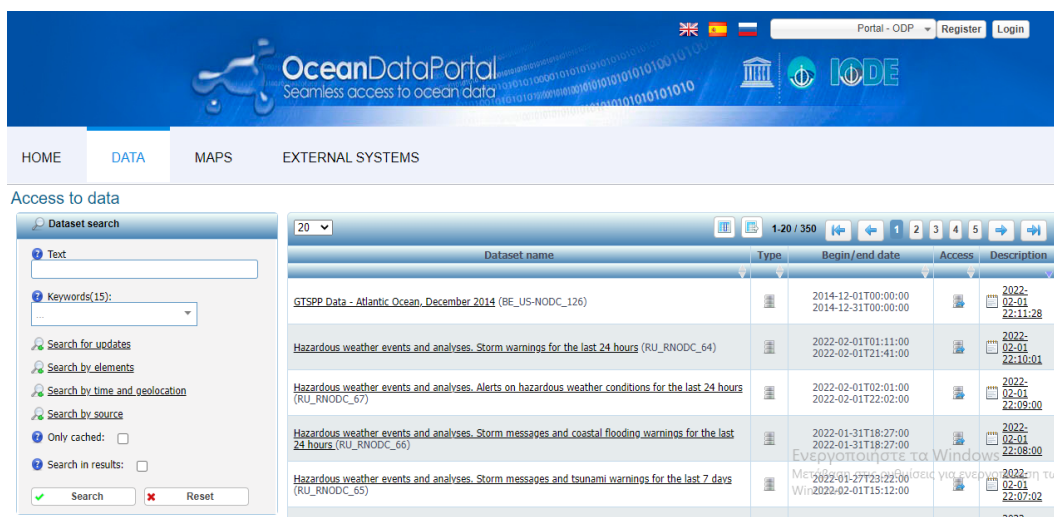 Portal - ODP Register Login
OceanDataPortal
Seamless access to ocean data
IODE
HOME DATA MAPS EXTERNAL SYSTEMS
Access to data
Dataset search
Text
Keywords(15):
...
Search for updates
Search by elements
Search by time and geolocation
Search by source
Only cached:
Search in results:
Search Reset
20 1-20 / 350 1 2 3 4 5
Dataset name Type Begin/end date Access Description
GTSPP Data - Atlantic Ocean, December 2014 (BE_US-NODC_126)
2014-12-01T00:00:00
2014-12-31T00:00:00
2022-
02-01
22:11:28
Hazardous weather events and analyses. Storm warnings for the last 24 hours (RU_RNODC_64)
2022-02-01T01:11:00
2022-02-01T21:41:00
2022-
02-01
22:10:01
Hazardous weather events and analyses. Alerts on hazardous weather conditions for the last 24 hours
(RU_RNODC_67)
2022-02-01T02:01:00
2022-02-01T22:02:00
2022-
02-01
22:09:00
Hazardous weather events and analyses. Storm messages and coastal flooding warnings for the last
24 hours (RU_RNODC_66)
2022-01-31T18:27:00
2022-01-31T18:27:00
2022-
02-01
22:08:00
Ενεργοποιήστε τα Windows
Hazardous weather events and analyses. Storm messages and tsunami warnings for the last 7 days
(RU_RNODC_65)
2022-01-27T23:22:00
2022-02-01T15:12:00
2022-
02-01
22:07:02